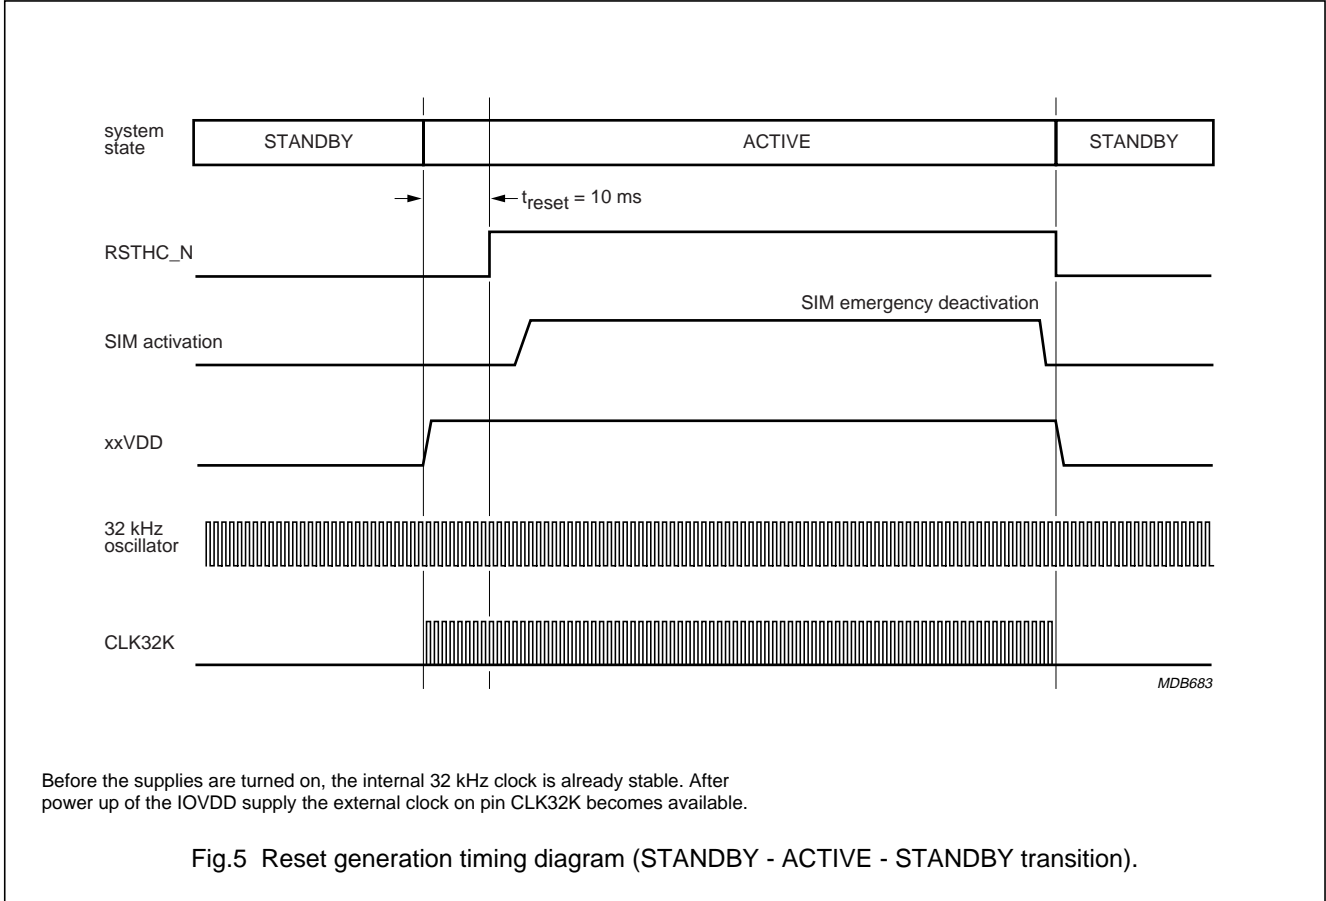 system
state
STANDBY
ACTIVE
STANDBY
treset = 10 ms
RSTHC_N
SIM emergency deactivation
SIM activation
xxVDD
32 kHz
oscillator
CLK32K
MDB683
Before the supplies are turned on, the internal 32 kHz clock is already stable. After
power up of the IOVDD supply the external clock on pin CLK32K becomes available.
Fig.5 Reset generation timing diagram (STANDBY - ACTIVE - STANDBY transition).